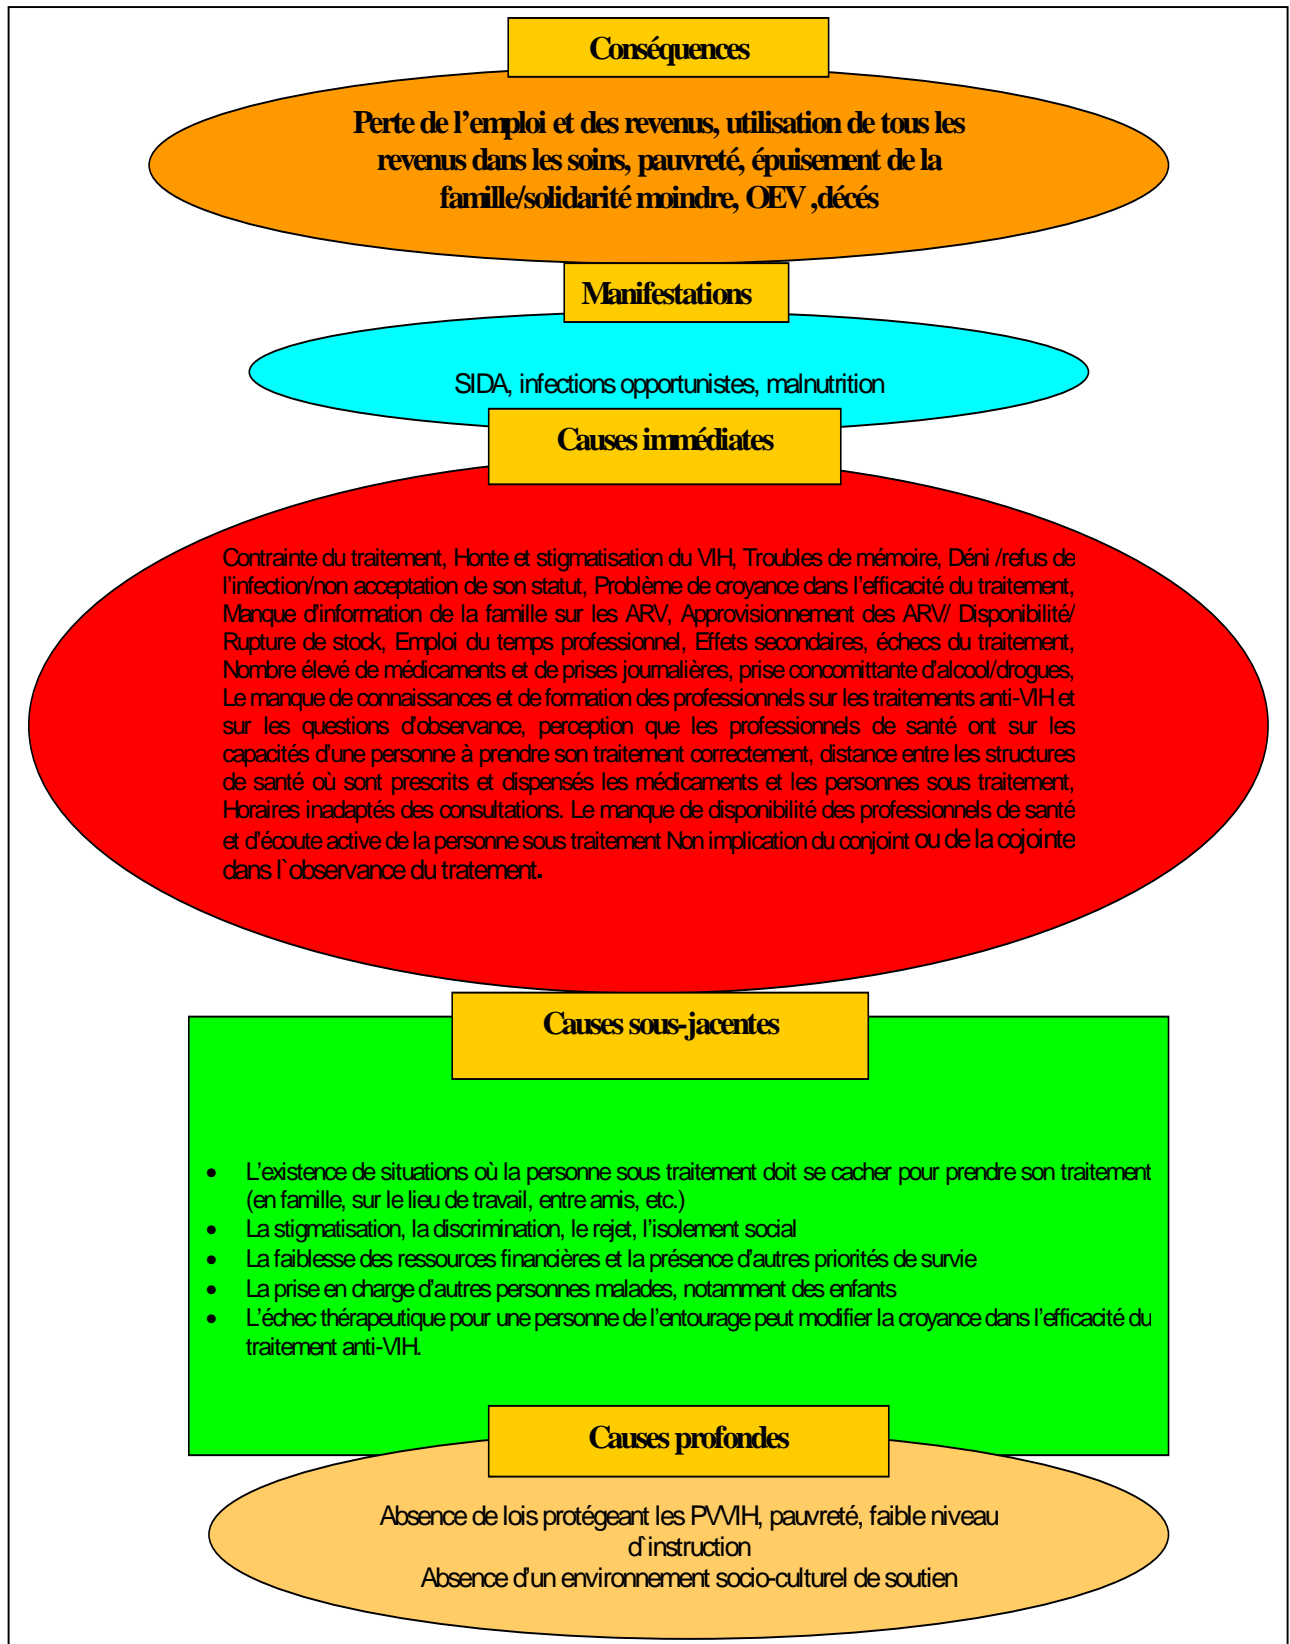 Conséquences
Perte de l’emploi et des revenus, utilisation de tous les
revenus dans les soins, pauvreté, épuisement de la
famille/solidarité moindre, OEV ,décés
Manifestations
SIDA, infections opportunistes, malnutrition
Causes immédiates
Contrainte du traitement, Honte et stigmatisation du VIH, Troubles de mémoire, Déni /refus de
l’infection/non acceptation de son statut, Problème de croyance dans l’efficacité du traitement,
Manque d’information de la famille sur les ARV, Approvisionnement des ARV/ Disponibilité/
Rupture de stock, Emploi du temps professionnel, Effets secondaires, échecs du traitement,
Nombre élevé de médicaments et de prises journalières, prise concomittante d’alcool/drogues,
Le manque de connaissances et de formation des professionnels sur les traitements anti-VIH et
sur les questions d’observance, perception que les professionnels de santé ont sur les
capacités d’une personne à prendre son traitement correctement, distance entre les structures
de santé où sont prescrits et dispensés les médicaments et les personnes sous traitement,
Horaires inadaptés des consultations. Le manque de disponibilité des professionnels de santé
et d’écoute active de la personne sous traitement Non implication du conjoint ou de la cojointe
dans l`observance du tratement.
Causes sous-jacentes
• L’existence de situations où la personne sous traitement doit se cacher pour prendre son traitement
(en famille, sur le lieu de travail, entre amis, etc.)
• La stigmatisation, la discrimination, le rejet, l’isolement social
• La faiblesse des ressources financières et la présence d’autres priorités de survie
• La prise en charge d’autres personnes malades, notamment des enfants
• L’échec thérapeutique pour une personne de l’entourage peut modifier la croyance dans l’efficacité du
traitement anti-VIH.
Causes profondes
Absence de lois protégeant les PVVIH, pauvreté, faible niveau
d`instruction
Absence d’un environnement socio-culturel de soutien